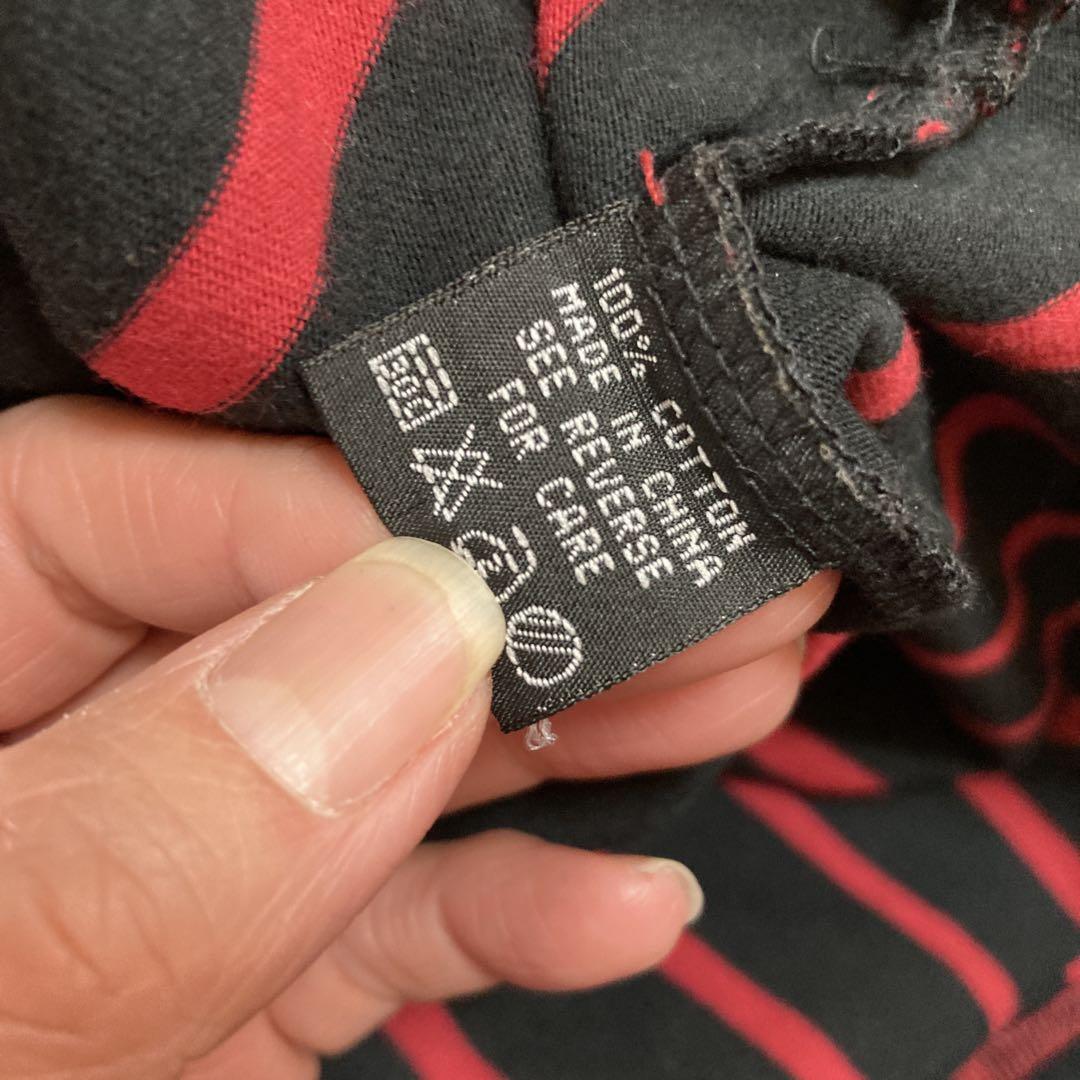 100% COTTON
MADE IN CHINA
SEE REVERSE
FOR CARE